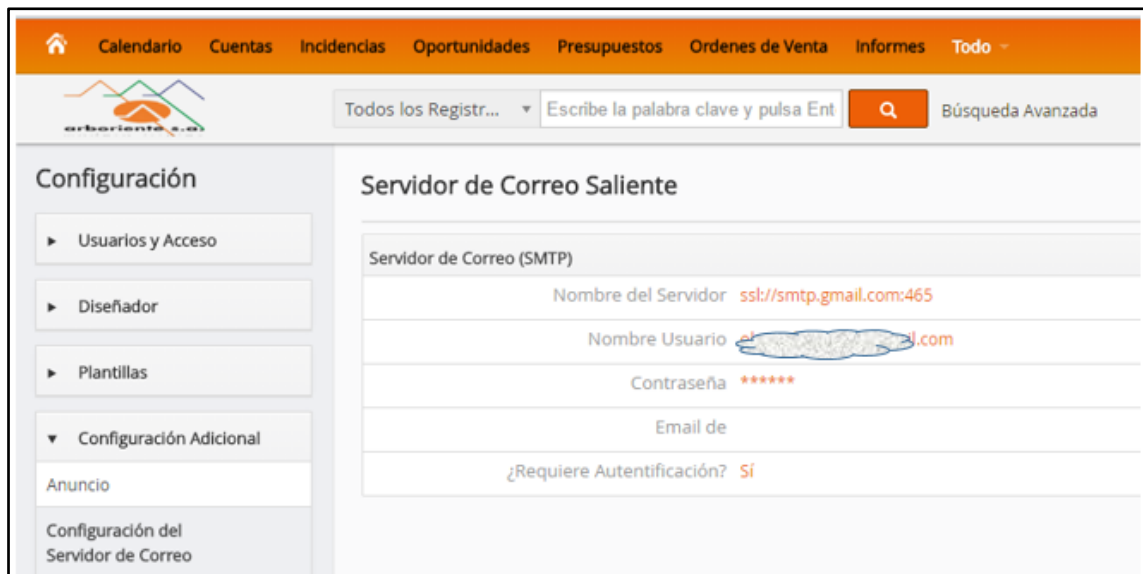 Calendario Cuentas Incidencias Oportunidades Presupuestos Ordenes de Venta Informes Todo
arboriente s.a.
Todos los Registr... Escribe la palabra clave y pulsa Ent Búsqueda Avanzada
Configuración
Usuarios y Acceso
Diseñador
Plantillas
Configuración Adicional
Anuncio
Configuración del
Servidor de Correo
Servidor de Correo Saliente
Servidor de Correo (SMTP)
Nombre del Servidor ssl://smtp.gmail.com:465
Nombre Usuario l.com
Contraseña ******
Email de
¿Requiere Autentificación? Sí